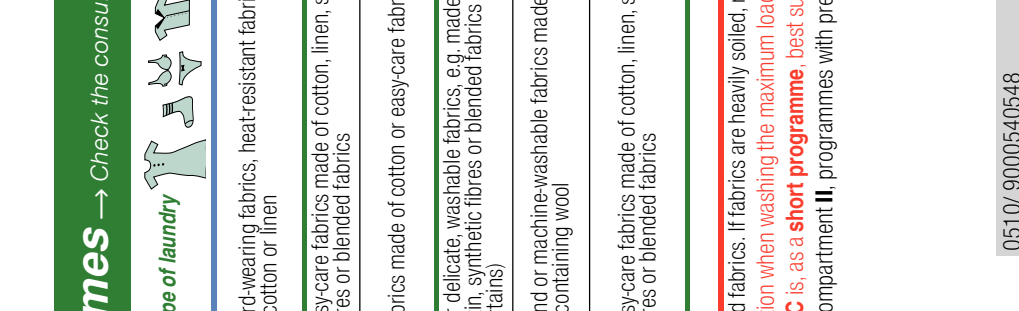 mes → Check the consu
pe of laundry
rd-wearing fabrics, heat-resistant fabri
cotton or linen
sy-care fabrics made of cotton, linen, s
res or blended fabrics
brics made of cotton or easy-care fabr
r delicate, washable fabrics, e.g. made
in, synthetic fibres or blended fabrics
tains)
nd or machine-washable fabrics made
containing wool
sy-care fabrics made of cotton, linen, s
res or blended fabrics
d fabrics. If fabrics are heavily soiled, r
ion when washing the maximum load
C is, as a short programme, best su
ompartment II, programmes with pre
0510/ 9000540548